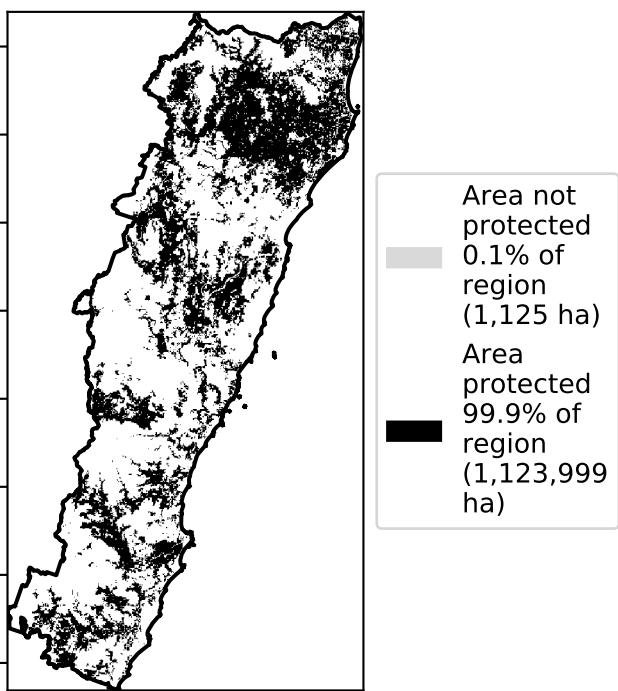 Area not
protected
0.1% of
region
(1,125 ha)
Area
protected
99.9% of
region
(1,123,999
ha)